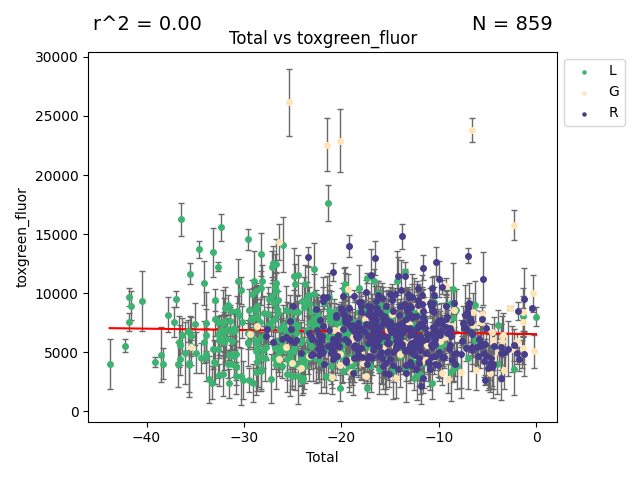 r^2 = 0.00
N = 859
Total vs toxgreen_fluor
30000
25000
20000
15000
10000
5000
0
toxgreen_fluor
−40
−30
−20
−10
0
Total
L
G
R